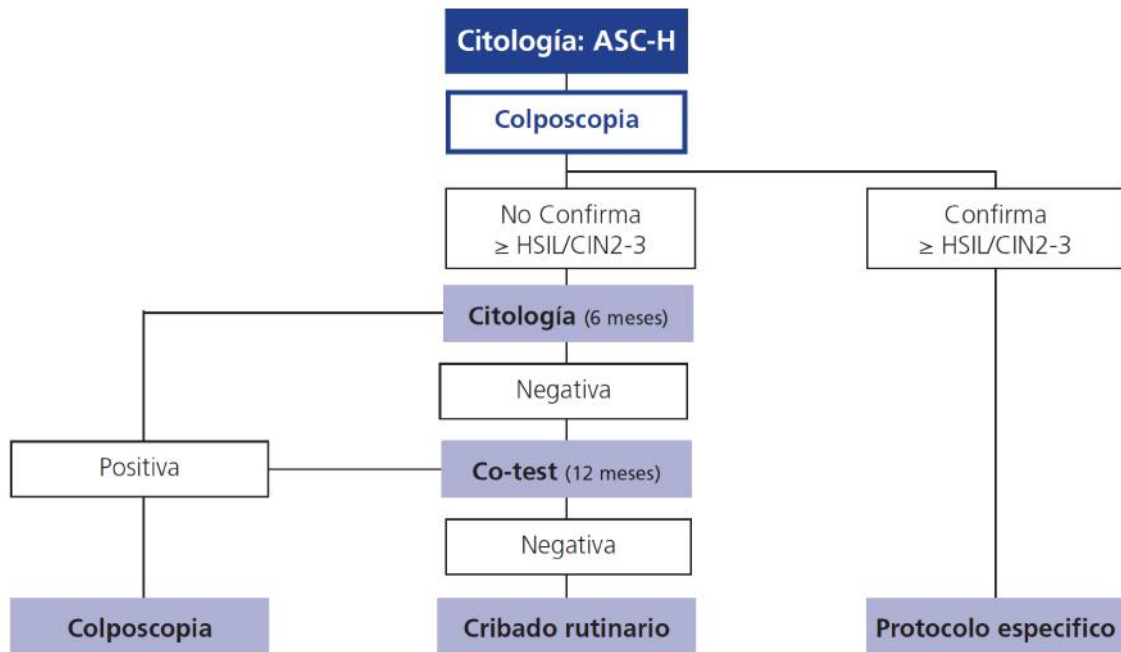 Citología: ASC-H
Colposcopia
No Confirma
≥ HSIL/CIN2-3
Confirma
≥ HSIL/CIN2-3
Citología (6 meses)
Negativa
Positiva
Co-test (12 meses)
Negativa
Colposcopia
Cribado rutinario
Protocolo especifico